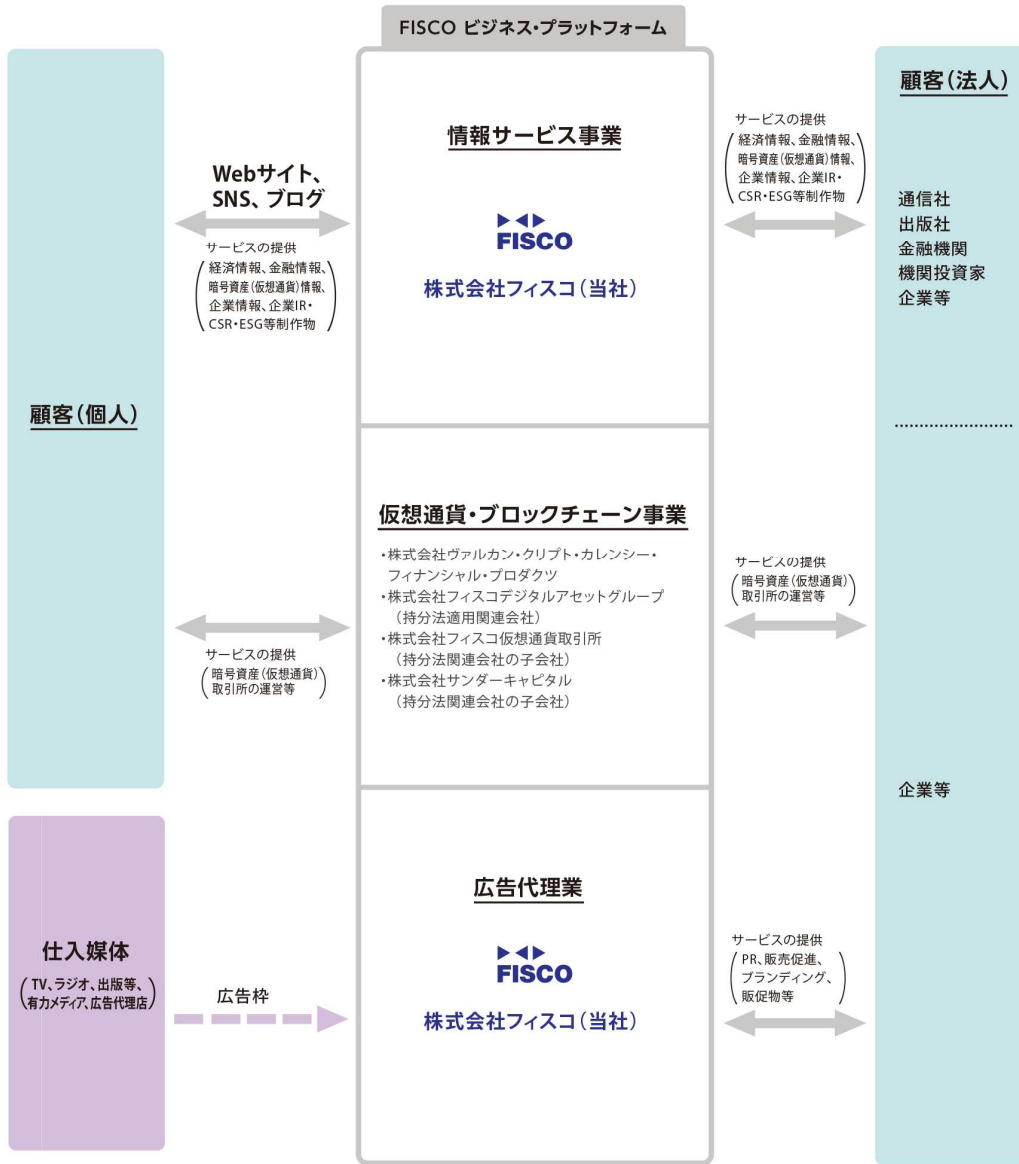 FISCO ビジネス・プラットフォーム
顧客(個人)
Webサイト、
SNS、ブログ
サービスの提供
(経済情報、金融情報、
暗号資産(仮想通貨)情報、
企業情報、企業IR・
CSR・ESG等制作物)
情報サービス事業
FISCO
株式会社フィスコ(当社)
サービスの提供
(経済情報、金融情報、
暗号資産(仮想通貨)情報、
企業情報、企業IR・
CSR・ESG等制作物)
顧客(法人)
通信社
出版社
金融機関
機関投資家
企業等
サービスの提供
(暗号資産(仮想通貨)
取引所の運営等)
仮想通貨・ブロックチェーン事業
・株式会社ヴァルカン・クリプト・カレンシー・
フィナンシャル・プロダクツ
・株式会社フィスコデジタルアセットグループ
(持分法適用関連会社)
・株式会社フィスコ仮想通貨取引所
(持分法関連会社の子会社)
・株式会社サンダーキャピタル
(持分法関連会社の子会社)
サービスの提供
(暗号資産(仮想通貨)
取引所の運営等)
企業等
仕入媒体
(TV、ラジオ、出版等、
有力メディア、広告代理店)
広告枠
広告代理業
FISCO
株式会社フィスコ(当社)
サービスの提供
(PR、販売促進、
ブランディング、
販促物等)